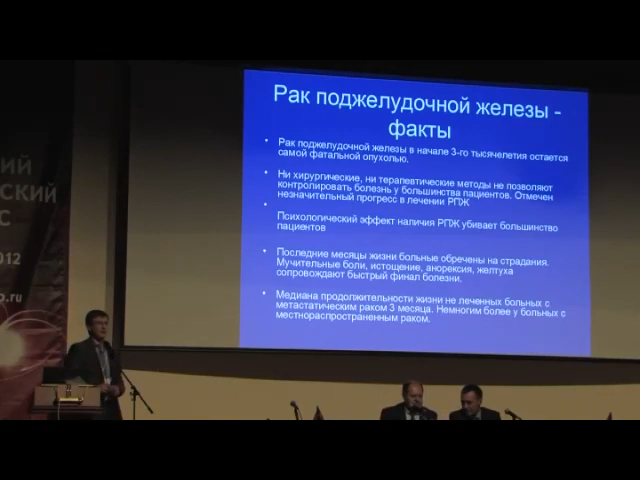 Рак поджелудочной железы -
факты
• Рак поджелудочной железы в начале 3-го тысячелетия остается
самой фатальной опухолью.
• Ни хирургические, ни терапевтические методы не позволяют
контролировать болезнь у большинства пациентов. Отмечен
незначительный прогресс в лечении РПЖ
•
Психологический эффект наличия РПЖ убивает большинство
пациентов
• Последние месяцы жизни больные обречены на страдания.
Мучительные боли, истощение, анорексия, желтуха
сопровождают быстрый финал болезни.
• Медиана продолжительности жизни не леченных больных с
метастатическим раком 3 месяца. Немногим более у больных с
местнораспространенным раком.
ИЙ
СКИЙ
С
2012
.ru